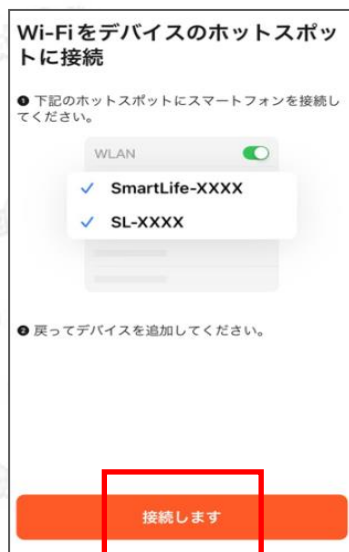 Wi-Fiをデバイスのホットスポッ
トに接続
❶ 下記のホットスポットにスマートフォンを接続し
てください。
WLAN
SmartLife-XXXX
SL-XXXX
❷ 戻ってデバイスを追加してください。
接続します